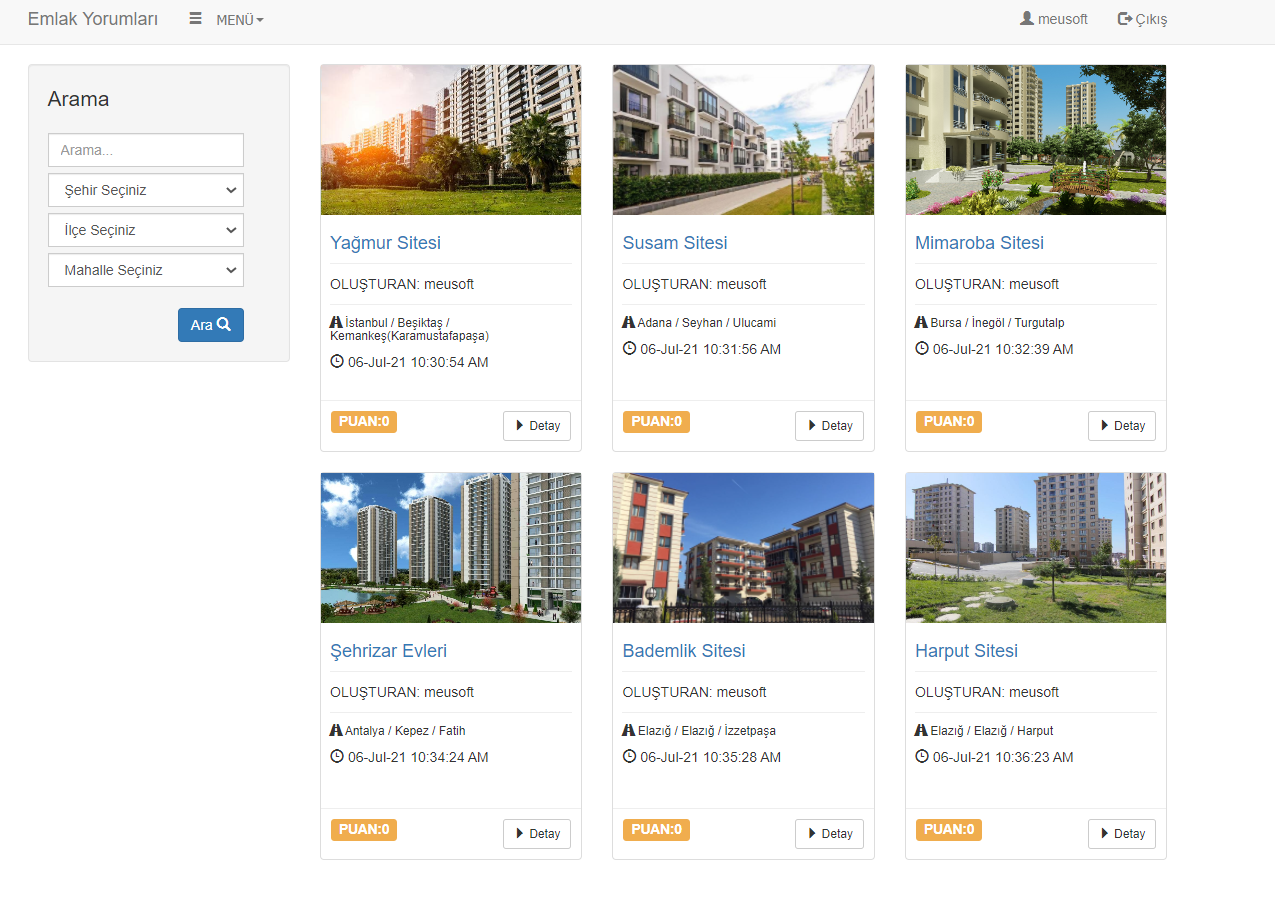 Emlak Yorumları
MENÜ
meusoft
Çıkış
Arama
Arama...
Şehir Seçiniz
İlçe Seçiniz
Mahalle Seçiniz
Ara
Yağmur Sitesi
OLUŞTURAN: meusoft
İstanbul / Beşiktaş /
Kemankeş(Karamustafapaşa)
06-Jul-21 10:30:54 AM
PUAN:0
Detay
Susam Sitesi
OLUŞTURAN: meusoft
Adana / Seyhan / Ulucami
06-Jul-21 10:31:56 AM
PUAN:0
Detay
Mimaroba Sitesi
OLUŞTURAN: meusoft
Bursa / İnegöl / Turgutalp
06-Jul-21 10:32:39 AM
PUAN:0
Detay
Şehrizar Evleri
OLUŞTURAN: meusoft
Antalya / Kepez / Fatih
06-Jul-21 10:34:24 AM
PUAN:0
Detay
Bademlik Sitesi
OLUŞTURAN: meusoft
Elazığ / Elazığ / İzzetpaşa
06-Jul-21 10:35:28 AM
PUAN:0
Detay
Harput Sitesi
OLUŞTURAN: meusoft
Elazığ / Elazığ / Harput
06-Jul-21 10:36:23 AM
PUAN:0
Detay